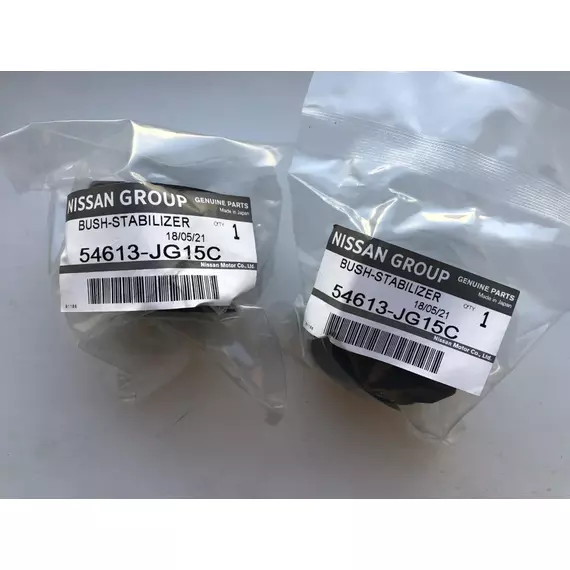 NISSAN GROUP GENUINE PARTS
Made in Japan
BUSH-STABILIZER
18/05/21 QTY 1
54613-JG15C
Nissan Motor Co., Ltd.
NISSAN GROUP GENUINE PARTS
Made in Japan
BUSH-STABILIZER
18/05/21 QTY 1
54613-JG15C
Nissan Motor Co., Ltd.